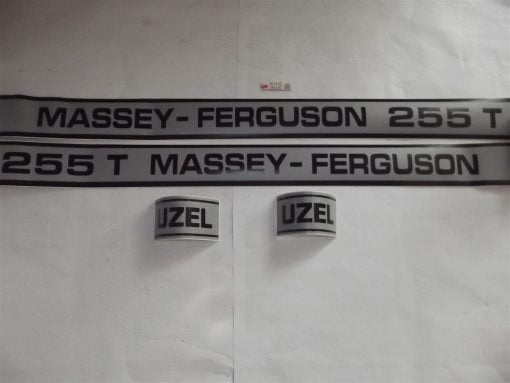 MASSEY-FERGUSON 255 T
255 T MASSEY-FERGUSON
UZEL UZEL